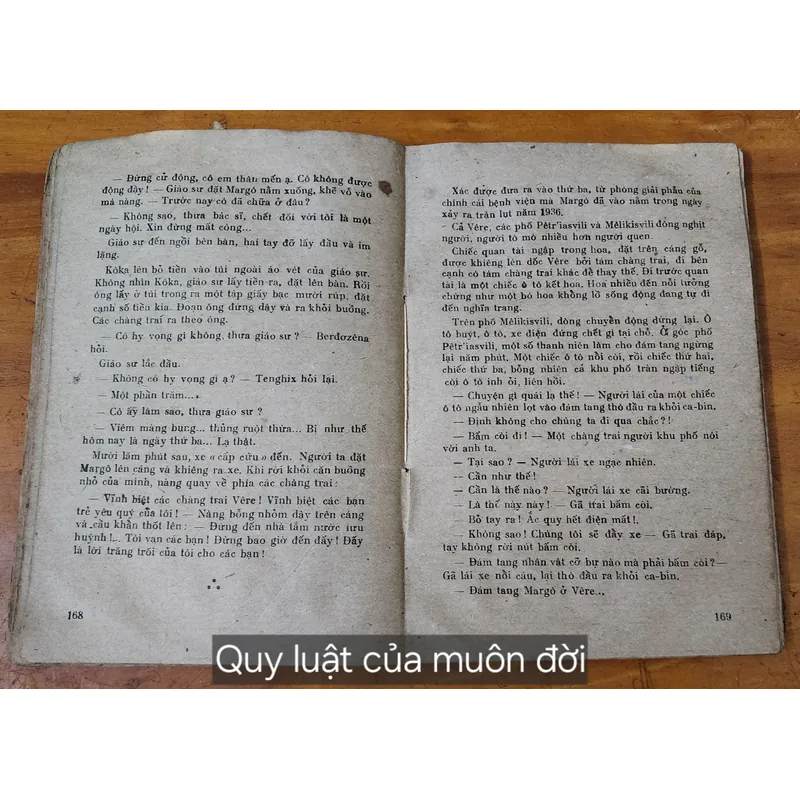 — Đừng cử động, cô em thân mến ạ. Cô không được
động đậy ! — Giáo sư đặt Margô nằm xuống, khẽ vỗ vào
má nàng. — Trước nay cô đã chữa ở đâu ?
— Không sao, thưa bác sĩ, chết đối với tôi là một
ngày hội. Xin đừng mất công...
Giáo sư đến ngồi bên bàn, hai tay đỡ lấy đầu và im
lặng.
Kôka lẻn bỏ tiền vào túi ngoài áo vét của giáo sư.
Không nhìn Kôka, giáo sư lấy tiền ra, đặt lên bàn. Rồi
ông lấy ở túi trong ra một tập giấy bạc mười rúp, đặt
cạnh số tiền kia. Đoạn ông đứng dậy và ra khỏi buồng.
Các chàng trai ra theo ông.
— Có hy vọng gì không, thưa giáo sư ? — Berđơzêna
hỏi.
Giáo sư lắc đầu.
— Không có hy vọng gì ạ ? — Tenghix hỏi lại.
— Một phần trăm...
— Cô ấy làm sao, thưa giáo sư ?
— Viêm màng bụng... thủng ruột thừa... Bị như thế
hôm nay là ngày thứ ba... Lạ thật.
Mười lăm phút sau, xe «cấp cứu» đến. Người ta đặt
Margô lên cáng và khiêng ra xe. Khi rời khỏi căn buồng
nhỏ của mình, nàng quay về phía các chàng trai :
— Vĩnh biệt các chàng trai Vêre ! Vĩnh biệt các bạn
trẻ yêu quý của tôi ! — Nàng bỗng nhỏm dậy trên cáng
và cầu khẩn thốt lên : — Đừng đến nhà tắm nước lưu
huỳnh !... Tôi van các bạn ! Đừng bao giờ đến đấy ! Đấy
là lời trăng trối của tôi cho các bạn !
168
Xác được đưa ra vào thứ ba, từ phòng giải phẫu của
chính cái bệnh viện mà Margô đã vào nằm trong ngày
xảy ra trận lụt năm 1936.
Cả Vêre, các phố Pêtr'iasvili và Mêlikisvili đông nghịt
người, người tò mò nhiều hơn người quen.
Chiếc quan tài ngập trong hoa, đặt trên cáng gỗ,
được khiêng lên dốc Vêre bởi tám chàng trai, đi bên
cạnh có tám chàng trai khác để thay thế. Đi trước quan
tài là một chiếc ô tô kết hoa. Hoa nhiều đến nỗi tưởng
chừng như một bó hoa khổng lồ sống động đang tự đi
đến nghĩa trang.
Trên phố Mêlikisvili, dòng chuyển động dừng lại. Ô
tô buýt, ô tô, xe điện đứng chết gí tại chỗ. Ở góc phố
Pêtr'iasvili, một số thanh niên làm cho đám tang ngừng
lại năm phút. Một chiếc ô tô nổi còi, rồi chiếc thứ hai,
chiếc thứ ba, bỗng nhiên cả khu phố tràn ngập tiếng
còi ô tô inh ỏi, liên hồi.
— Chuyện gì quái lạ thế ! — Người lái của một chiếc
ô tô ngẫu nhiên lọt vào đám tang thò đầu ra khỏi ca-bin.
— Định không cho chúng ta đi qua chắc ?!
— Bấm còi đi ! — Một chàng trai người khu phố nói
với anh ta.
— Tại sao ? — Người lái xe ngạc nhiên.
— Cần như thế !
— Cần là thế nào ? — Người lái xe cãi bướng.
— Là thế này này ! — Gã trai bấm còi.
— Bỏ tay ra ! Ắc quy hết điện mất !.
— Không sao ! Chúng tôi sẽ đẩy xe — Gã trai đáp,
tay không rời nút bấm còi.
— Đám tang nhân vật cỡ bự nào mà phải bấm còi ? —
Gã lái xe nổi cáu, lại thò đầu ra khỏi ca-bin.
— Đám tang Margô ở Vêre...
169
Quy luật của muôn đời